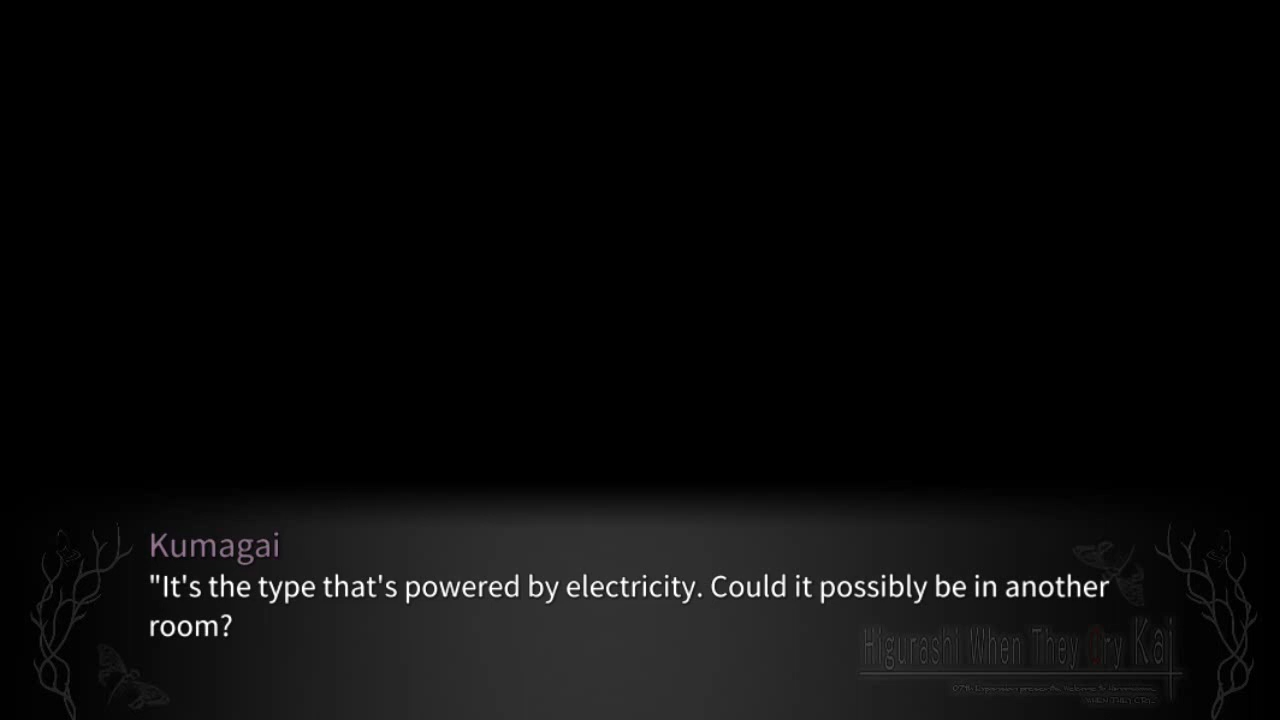 Kumagai
"It's the type that's powered by electricity. Could it possibly be in another
room?
Higurashi When They Cry Kai